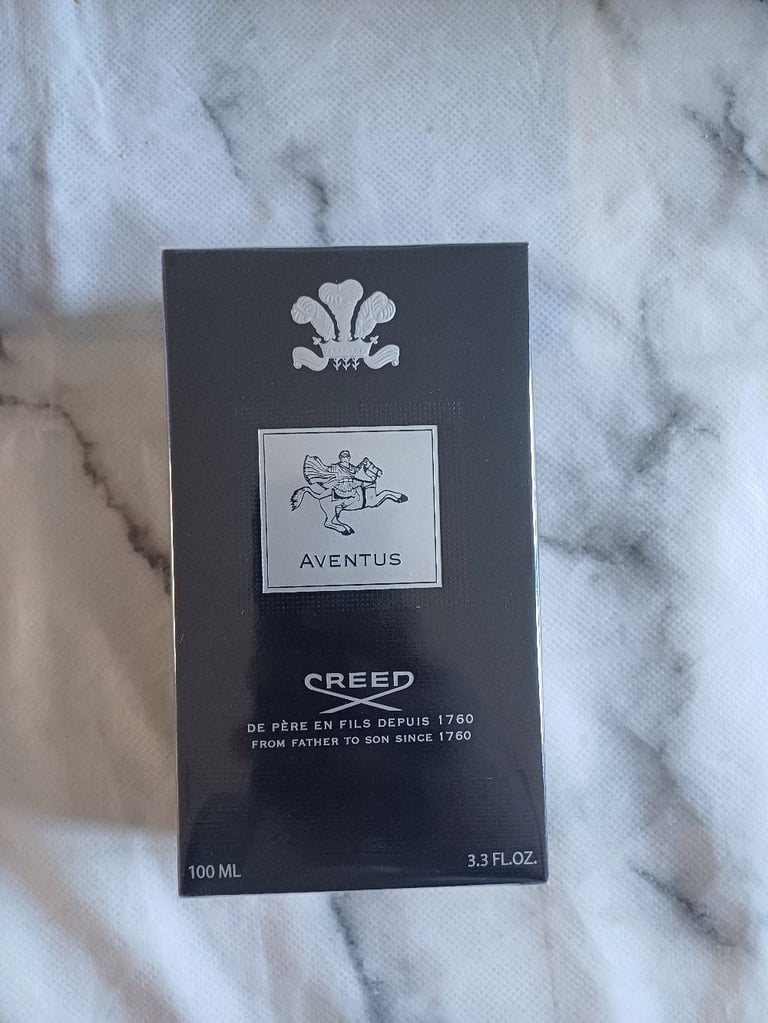 AVENTUS
CREED
DE PÈRE EN FILS DEPUIS 1760
FROM FATHER TO SON SINCE 1760
100 ML
3.3 FL.OZ.